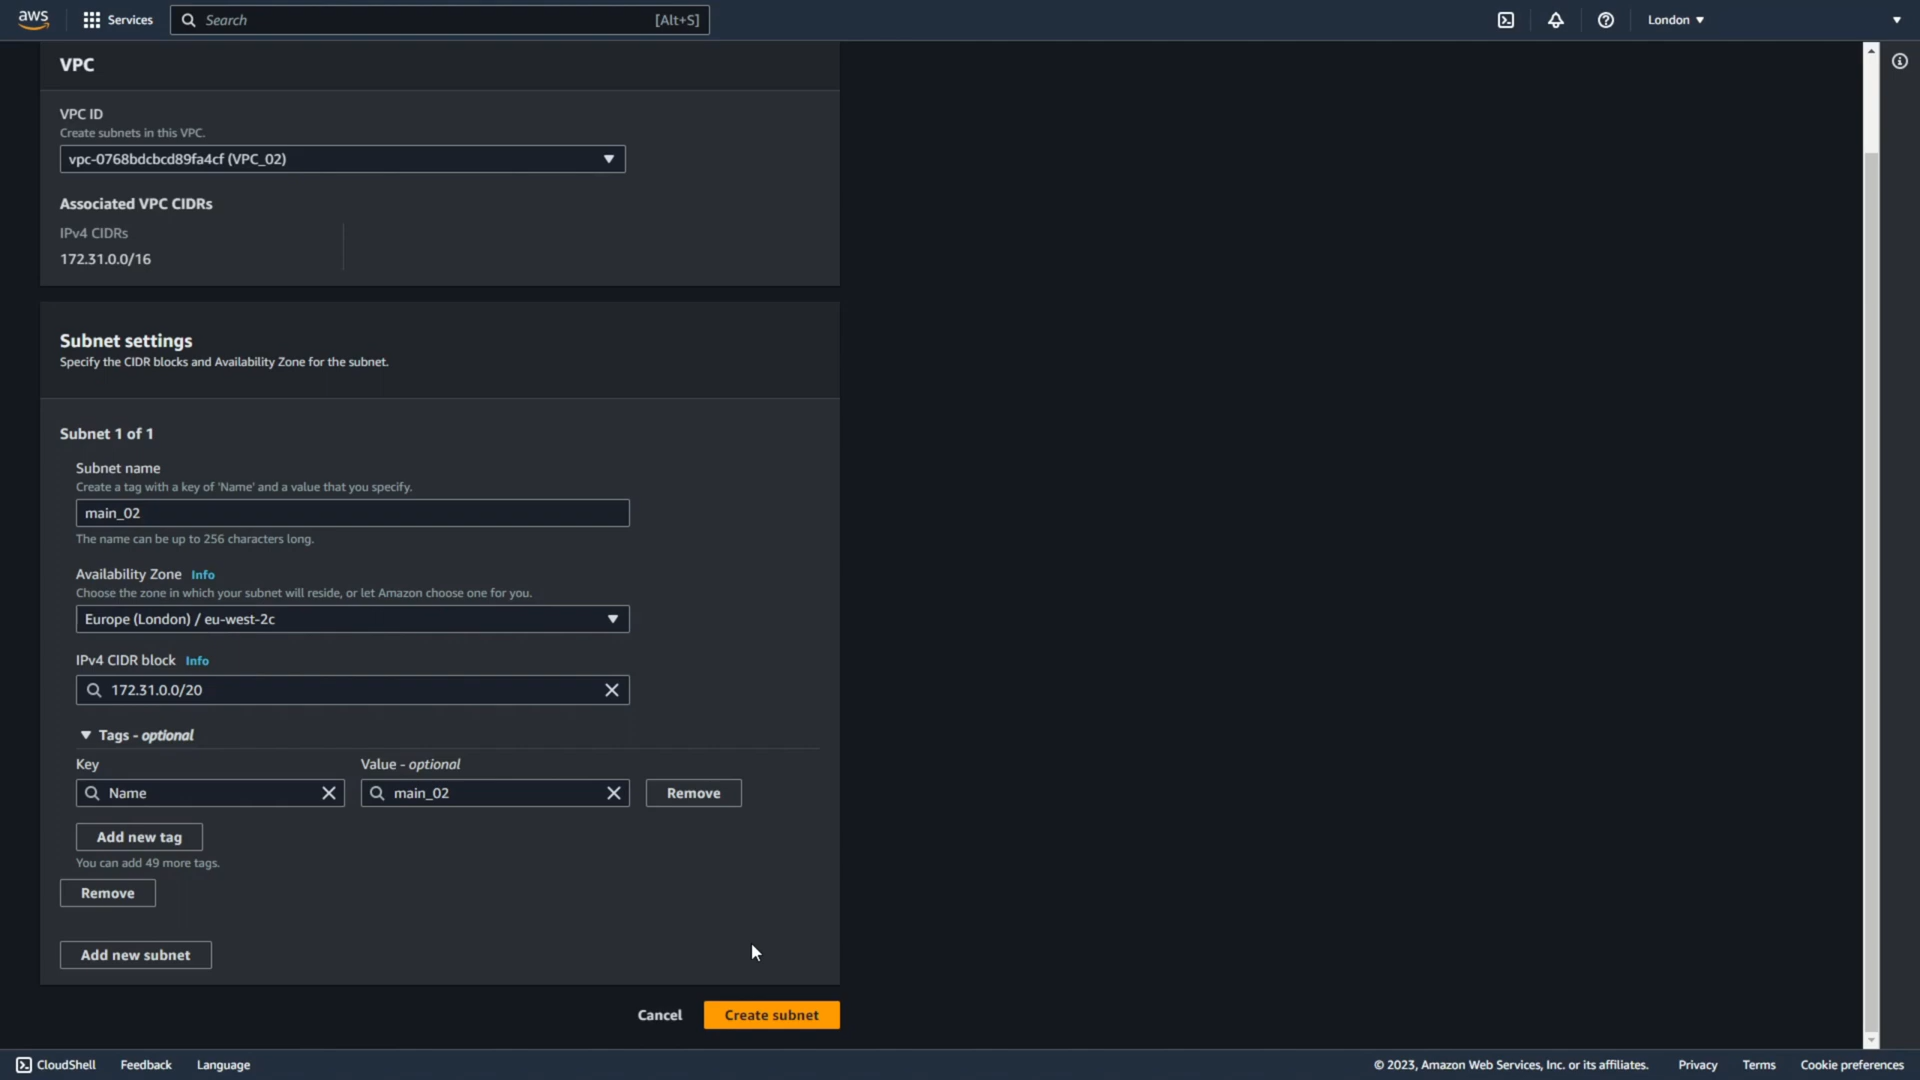 aws
Services
Search
[Alt+S]
London
VPC
VPC ID
Create subnets in this VPC.
vpc-0768bdcbcd89fa4cf (VPC_02)
Associated VPC CIDRs
IPv4 CIDRs
172.31.0.0/16
Subnet settings
Specify the CIDR blocks and Availability Zone for the subnet.
Subnet 1 of 1
Subnet name
Create a tag with a key of 'Name' and a value that you specify.
main_02
The name can be up to 256 characters long.
Availability Zone Info
Choose the zone in which your subnet will reside, or let Amazon choose one for you.
Europe (London) / eu-west-2c
IPv4 CIDR block Info
172.31.0.0/20
Tags - optional
Key
Value - optional
Name
main_02
Remove
Add new tag
You can add 49 more tags.
Remove
Add new subnet
Cancel
Create subnet
CloudShell
Feedback
Language
© 2023, Amazon Web Services, Inc. or its affiliates.
Privacy
Terms
Cookie preferences